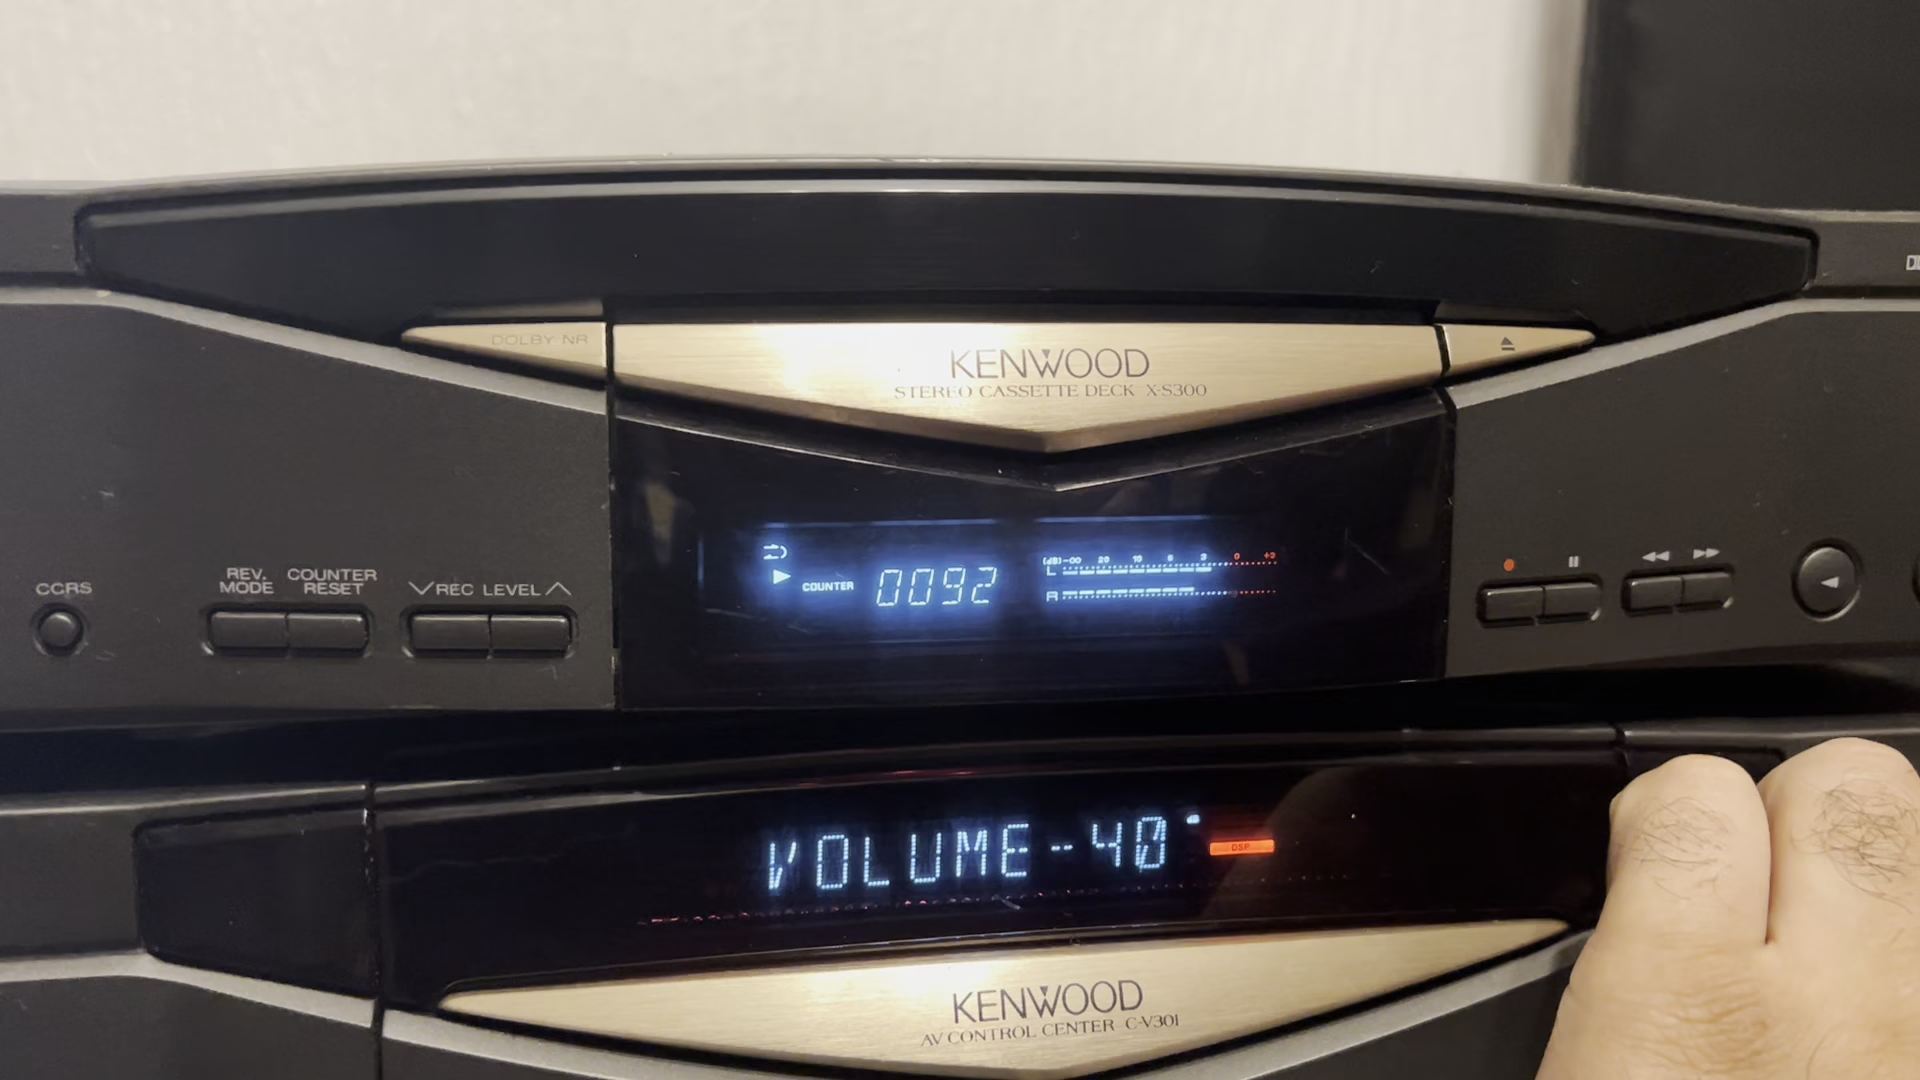 DOLBY NR
KENWOOD
STEREO CASSETTE DECK X-S300
CCRS
REV. MODE
COUNTER RESET
REC LEVEL
COUNTER 0092
(dB)-∞ 20 10 6 3 0 +3
L
R
VOLUME-40
DSP
KENWOOD
AV CONTROL CENTER C-V301